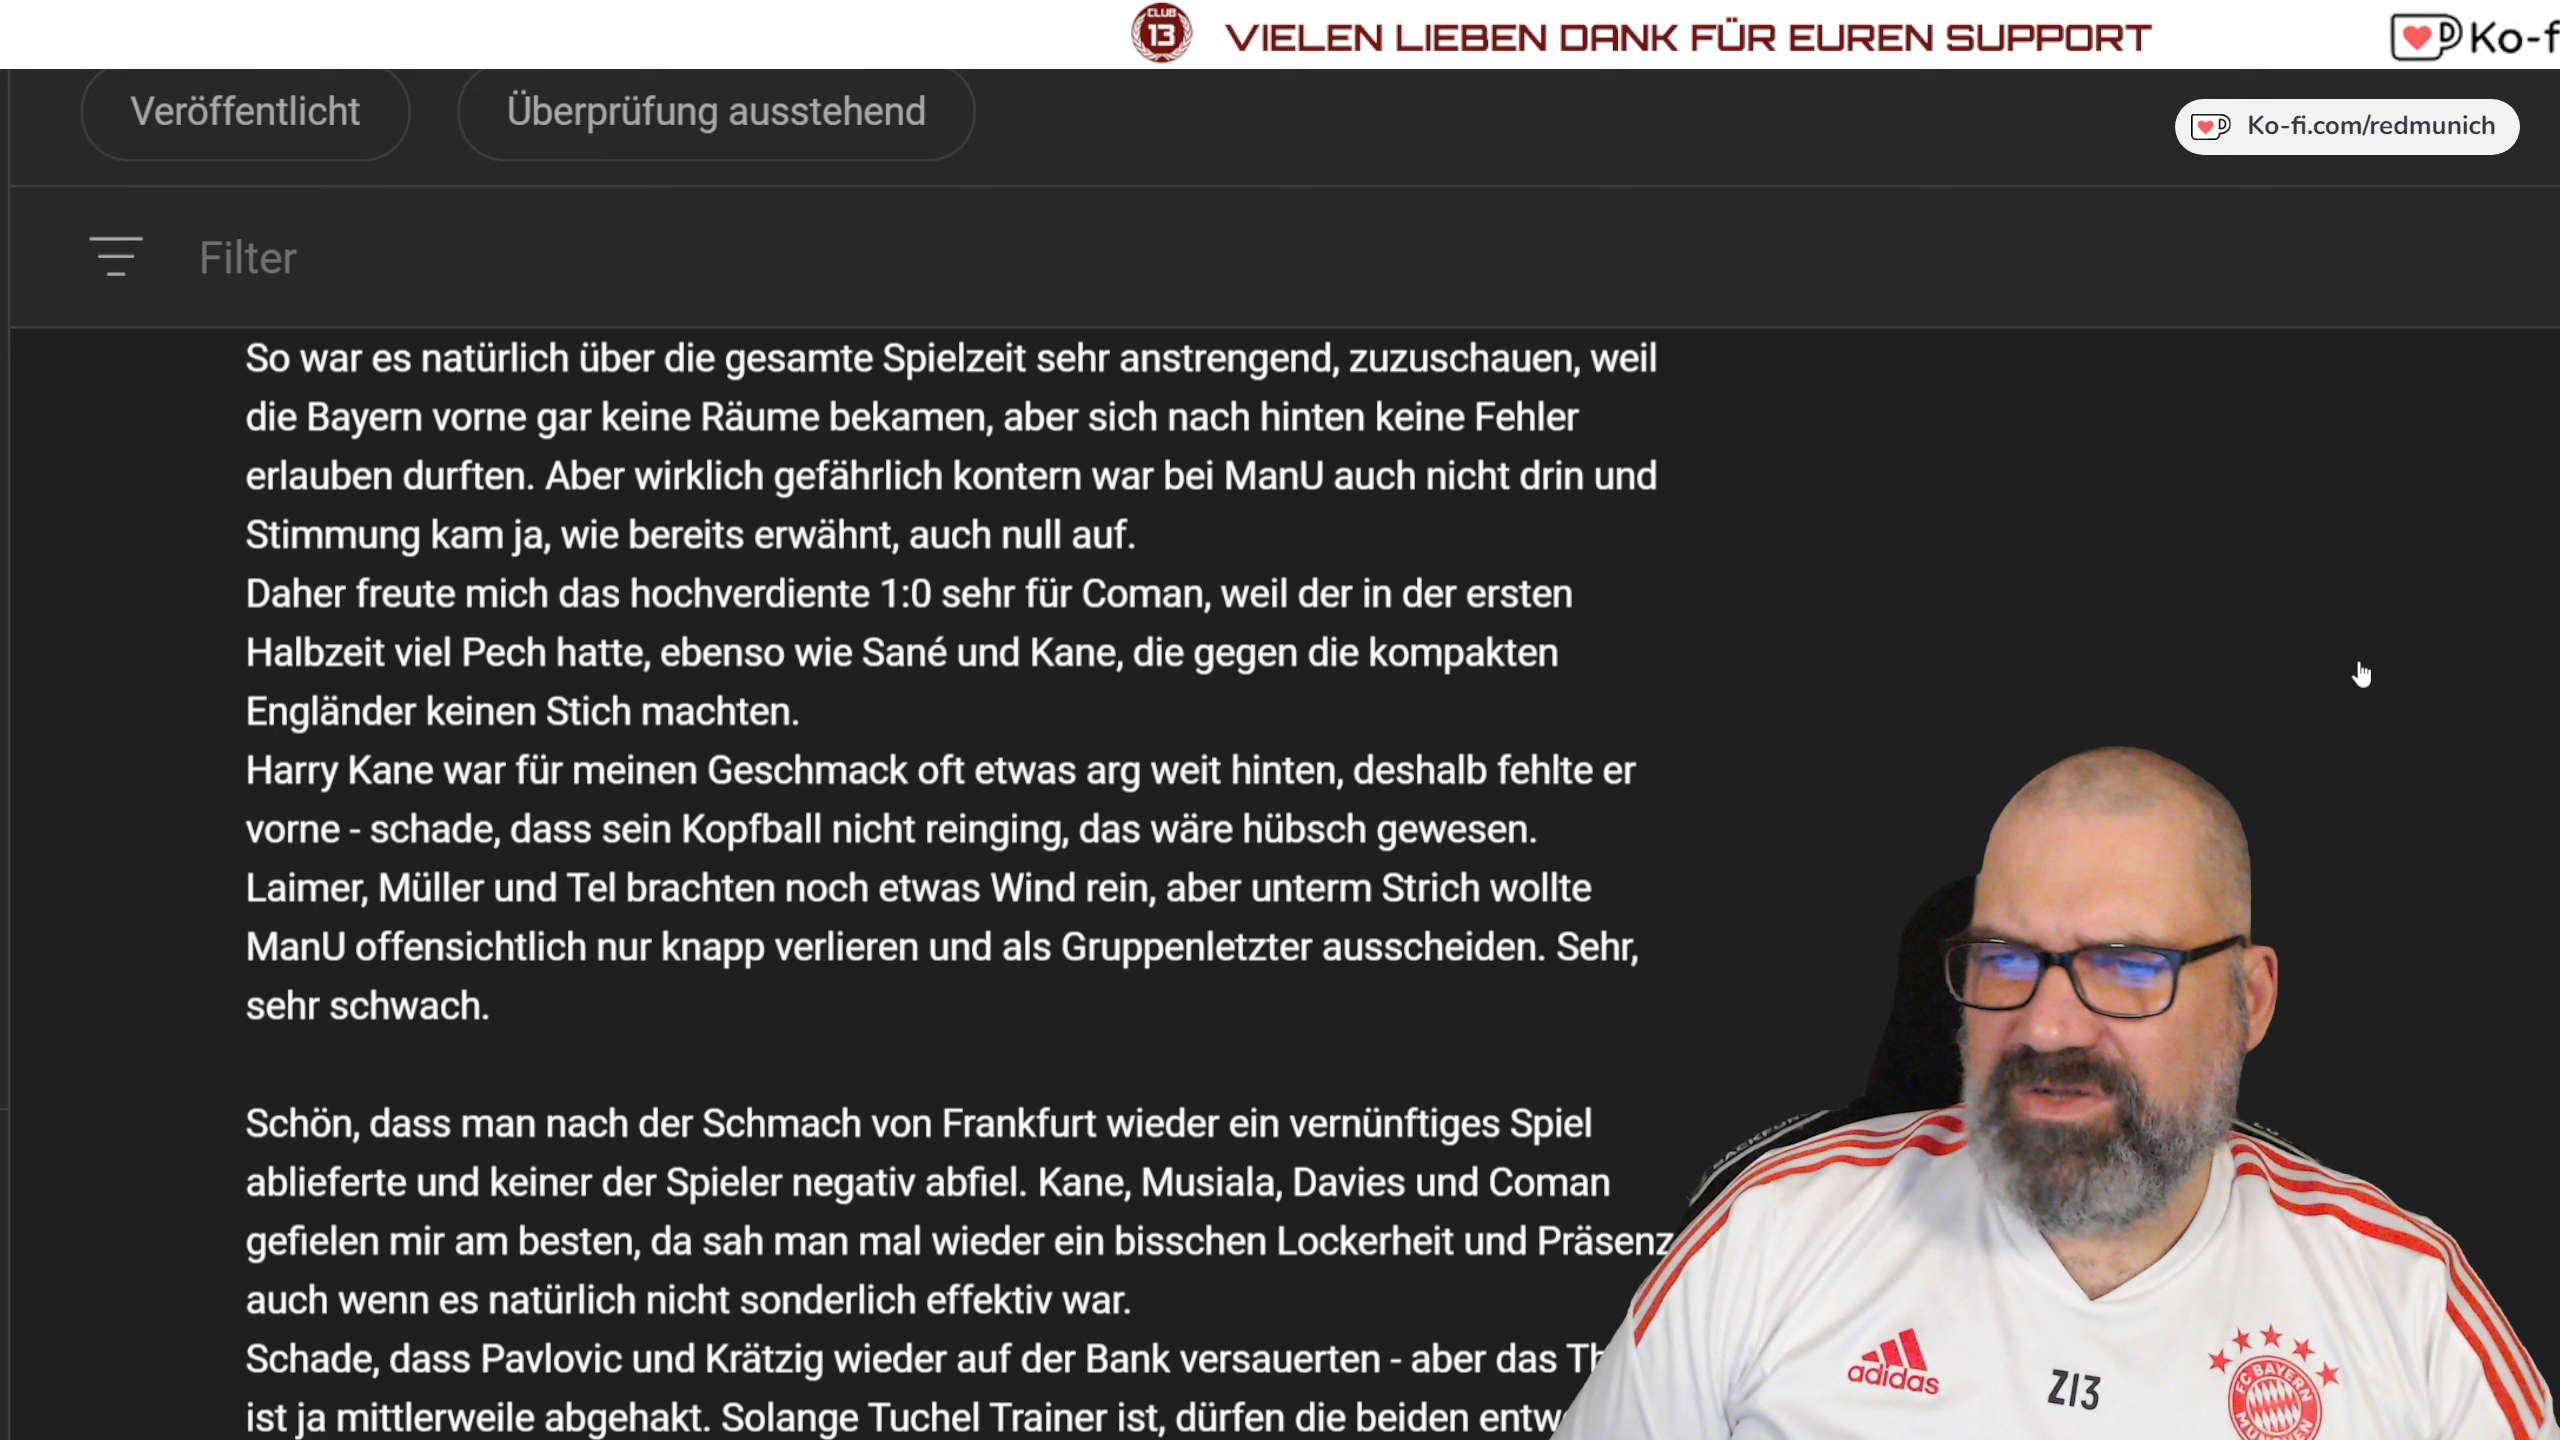 CLUB
13
VIELEN LIEBEN DANK FÜR EUREN SUPPORT
Ko-f
Veröffentlicht
Überprüfung ausstehend
Ko-fi.com/redmunich
Filter
So war es natürlich über die gesamte Spielzeit sehr anstrengend, zuzuschauen, weil
die Bayern vorne gar keine Räume bekamen, aber sich nach hinten keine Fehler
erlauben durften. Aber wirklich gefährlich kontern war bei ManU auch nicht drin und
Stimmung kam ja, wie bereits erwähnt, auch null auf.
Daher freute mich das hochverdiente 1:0 sehr für Coman, weil der in der ersten
Halbzeit viel Pech hatte, ebenso wie Sané und Kane, die gegen die kompakten
Engländer keinen Stich machten.
Harry Kane war für meinen Geschmack oft etwas arg weit hinten, deshalb fehlte er
vorne - schade, dass sein Kopfball nicht reinging, das wäre hübsch gewesen.
Laimer, Müller und Tel brachten noch etwas Wind rein, aber unterm Strich wollte
ManU offensichtlich nur knapp verlieren und als Gruppenletzter ausscheiden. Sehr,
sehr schwach.
Schön, dass man nach der Schmach von Frankfurt wieder ein vernünftiges Spiel
ablieferte und keiner der Spieler negativ abfiel. Kane, Musiala, Davies und Coman
gefielen mir am besten, da sah man mal wieder ein bisschen Lockerheit und Präsenz
auch wenn es natürlich nicht sonderlich effektiv war.
Schade, dass Pavlovic und Krätzig wieder auf der Bank versauerten - aber das Th
ist ja mittlerweile abgehakt. Solange Tuchel Trainer ist, dürfen die beiden entw
adidas
Z13
FC BAYERN
MÜNCHEN